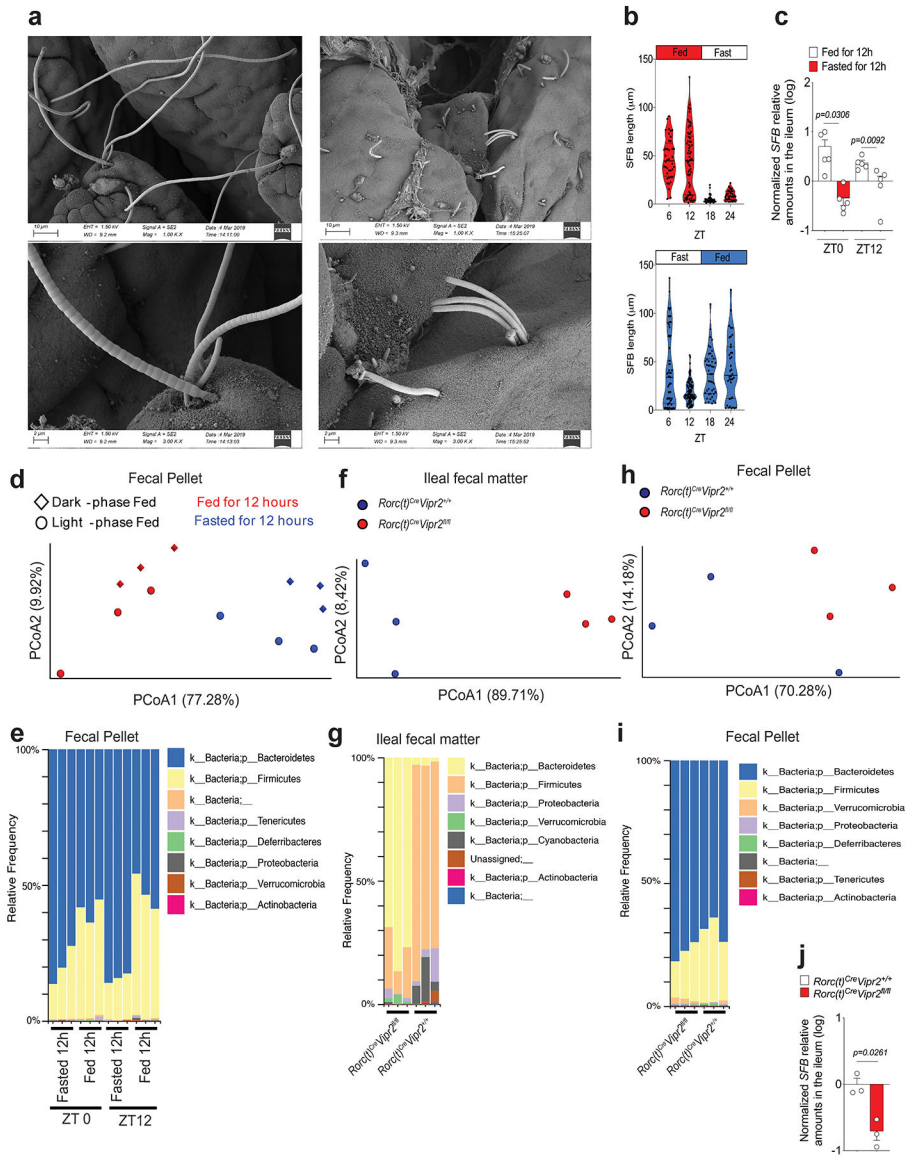 a
10 µm
EHT = 1.50 kV
WD = 9.2 mm
Signal A = SE2
Mag = 1.00 K X
Date :4 Mar 2019
Time :14:11:00
ZEISS
10 µm
EHT = 1.50 kV
WD = 9.3 mm
Signal A = SE2
Mag = 1.00 K X
Date :4 Mar 2019
Time :15:25:07
ZEISS
2 µm
EHT = 1.50 kV
WD = 9.2 mm
Signal A = SE2
Mag = 3.00 K X
Date :4 Mar 2019
Time :14:13:03
ZEISS
2 µm
EHT = 1.50 kV
WD = 9.3 mm
Signal A = SE2
Mag = 3.00 K X
Date :4 Mar 2019
Time :15:25:52
ZEISS
b
Fed Fast
SFB length (µm)
150
100
50
0
6 12 18 24
ZT
Fast Fed
SFB length (µm)
150
100
50
0
6 12 18 24
ZT
c
Fed for 12h
Fasted for 12h
Normalized SFB relative
amounts in the ileum (log)
2
1
0
-1
p=0.0306
p=0.0092
ZT0 ZT12
d
Fecal Pellet
Dark -phase Fed
Light -phase Fed
Fed for 12 hours
Fasted for 12 hours
PCoA2 (9.92%)
PCoA1 (77.28%)
f
Ileal fecal matter
Rorc(t)CreVipr2+/+
Rorc(t)CreVipr2fl/fl
PCoA2 (8,42%)
PCoA1 (89.71%)
h
Fecal Pellet
Rorc(t)CreVipr2+/+
Rorc(t)CreVipr2fl/fl
PCoA2 (14.18%)
PCoA1 (70.28%)
e
Fecal Pellet
Relative Frequency
100%
50%
0%
k__Bacteria;p__Bacteroidetes
k__Bacteria;p__Firmicutes
k__Bacteria;__
k__Bacteria;p__Tenericutes
k__Bacteria;p__Deferribacteres
k__Bacteria;p__Proteobacteria
k__Bacteria;p__Verrucomicrobia
k__Bacteria;p__Actinobacteria
Fasted 12h
Fed 12h
Fasted 12h
Fed 12h
ZT 0 ZT12
g
Ileal fecal matter
Relative Frequency
100%
50%
0%
k__Bacteria;p__Bacteroidetes
k__Bacteria;p__Firmicutes
k__Bacteria;p__Proteobacteria
k__Bacteria;p__Verrucomicrobia
k__Bacteria;p__Cyanobacteria
Unassigned;__
k__Bacteria;p__Actinobacteria
k__Bacteria;__
Rorc(t)CreVipr2fl/fl
Rorc(t)CreVipr2+/+
i
Fecal Pellet
Relative Frequency
100%
50%
0%
k__Bacteria;p__Bacteroidetes
k__Bacteria;p__Firmicutes
k__Bacteria;p__Verrucomicrobia
k__Bacteria;p__Proteobacteria
k__Bacteria;p__Deferribacteres
k__Bacteria;__
k__Bacteria;p__Tenericutes
k__Bacteria;p__Actinobacteria
Rorc(t)CreVipr2fl/fl
Rorc(t)CreVipr2+/+
j
Rorc(t)CreVipr2+/+
Rorc(t)CreVipr2fl/fl
Normalized SFB relative
amounts in the ileum (log)
1
0
-1
p=0.0261